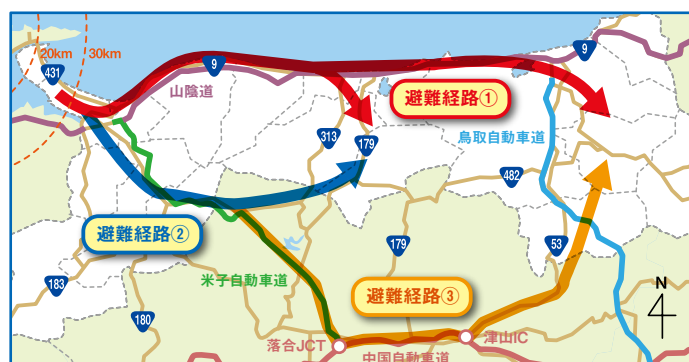 20km
30km
431
9
9
山陰道
避難経路①
鳥取自動車道
313
179
482
避難経路②
179
53
183
米子自動車道
避難経路③
N
180
落合JCT
津山IC
中国自動車道